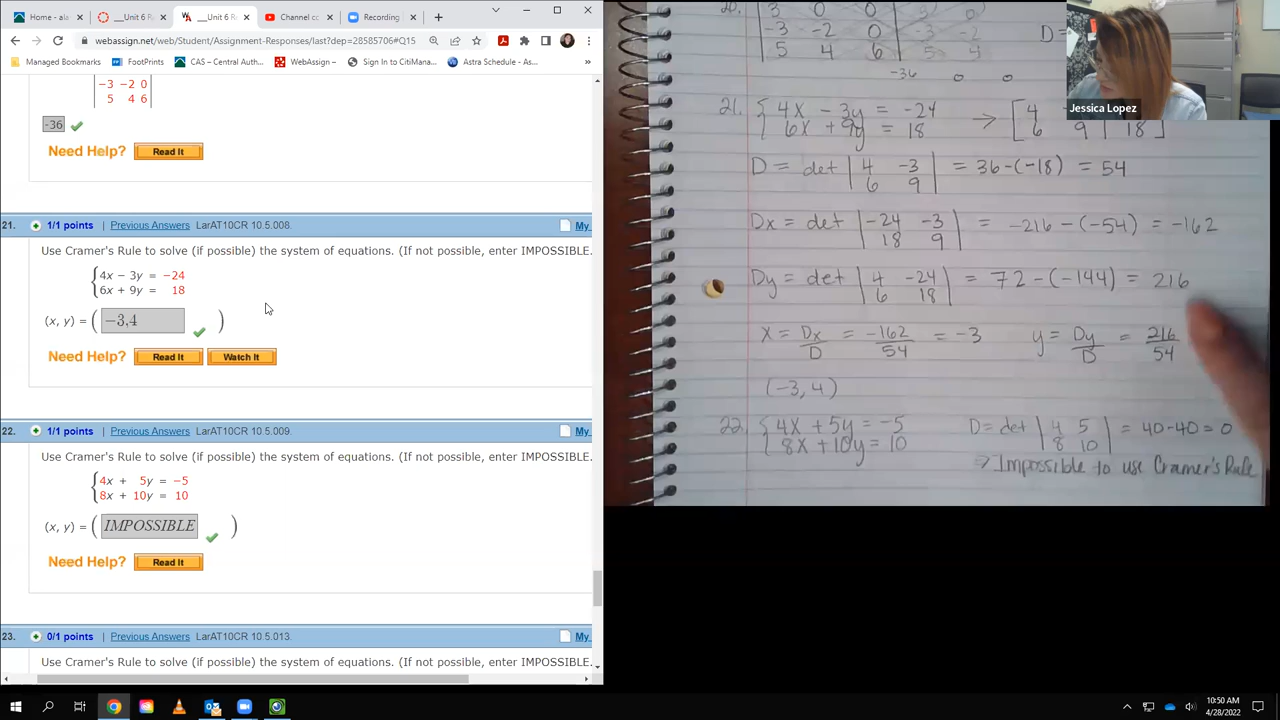 Home - ala
___Unit 6 R
___Unit 6 R
Channel co
Recording
webassign.net/web/Student/Assignment-Responses/last?dep=28585706#Q15
Managed Bookmarks
FootPrints
CAS – Central Auth...
WebAssign –...
Sign In to CitiMana...
Astra Schedule - As...
-3 -2 0
5 4 6
-36
Need Help? Read It
21. 1/1 points | Previous Answers LarAT10CR 10.5.008. My
Use Cramer's Rule to solve (if possible) the system of equations. (If not possible, enter IMPOSSIBLE.
4x − 3y = −24
6x + 9y = 18
(x, y) = ( −3,4 )
Need Help? Read It Watch It
22. 1/1 points | Previous Answers LarAT10CR 10.5.009. My
Use Cramer's Rule to solve (if possible) the system of equations. (If not possible, enter IMPOSSIBLE.
4x + 5y = −5
8x + 10y = 10
(x, y) = ( IMPOSSIBLE )
Need Help? Read It
23. 0/1 points | Previous Answers LarAT10CR 10.5.013. My
Use Cramer's Rule to solve (if possible) the system of equations. (If not possible, enter IMPOSSIBLE.
20. 3 0 0
-3 -2 0 -3 -2
5 4 6 5 4
D =
-36 0 0
Jessica Lopez
21. { 4x - 3y = -24 → [ 4
6x + 9y = 18 6 9 | 18 ]
D = det | 4 -3 | = 36-(-18) = 54
6 9
Dx = det | -24 -3 | = -216-(-54) = -162
18 9
Dy = det | 4 -24 | = 72-(-144) = 216
6 18
x = Dx/D = -162/54 = -3 y = Dy/D = 216/54
(-3, 4)
22. { 4x + 5y = -5 D = det | 4 5 | = 40-40 = 0
8x + 10y = 10 8 10
⇒ Impossible to use Cramer's Rule
10:50 AM
4/28/2022